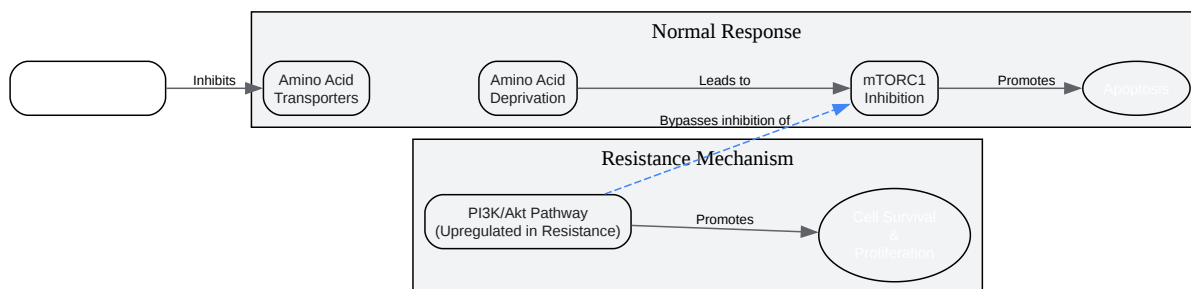 Normal Response
Inhibits
Amino Acid
Transporters
Amino Acid
Deprivation
Leads to
mTORC1
Inhibition
Promotes
Apoptosis
Bypasses inhibition of
Resistance Mechanism
PI3K/Akt Pathway
(Upregulated in Resistance)
Promotes
Cell Survival
&
Proliferation